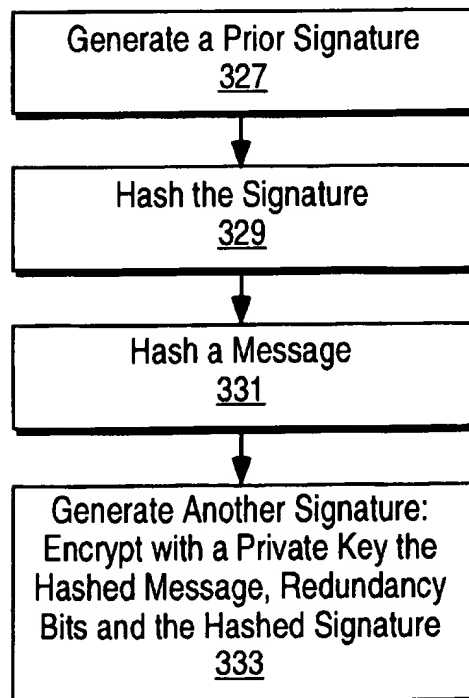 Generate a Prior Signature
327
Hash the Signature
329
Hash a Message
331
Generate Another Signature:
Encrypt with a Private Key the
Hashed Message, Redundancy
Bits and the Hashed Signature
333